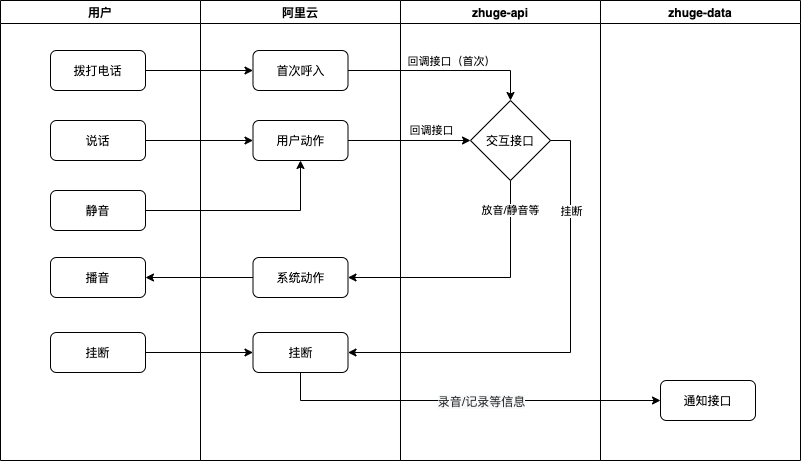 用户
阿里云
zhuge-api
zhuge-data
拨打电话
首次呼入
回调接口（首次）
说话
用户动作
回调接口
交互接口
静音
放音/静音等
挂断
播音
系统动作
挂断
挂断
录音/记录等信息
通知接口